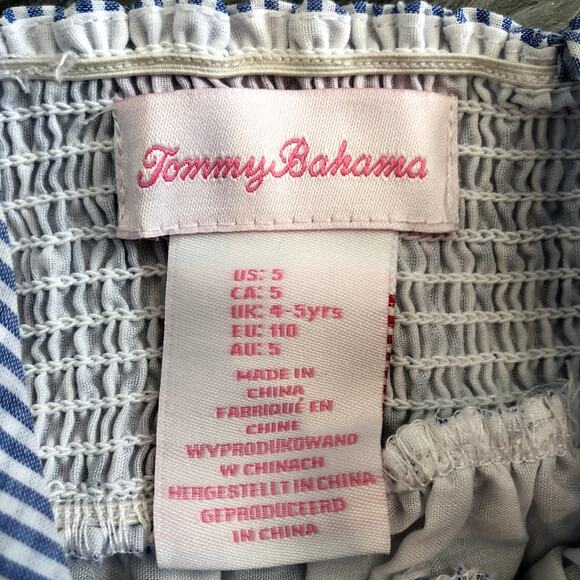 Tommy Bahama
US: 5
CA: 5
UK: 4-5yrs
EU: 110
AU: 5
MADE IN
CHINA
FABRIQUÉ EN
CHINE
WYPRODUKOWANO
W CHINACH
HERGESTELLT IN CHINA
GEPRODUCEERD
IN CHINA